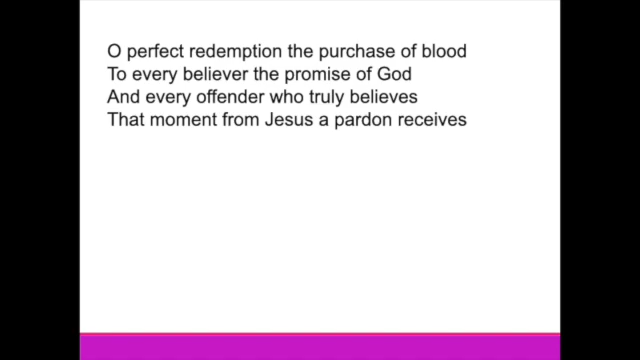 O perfect redemption the purchase of blood
To every believer the promise of God
And every offender who truly believes
That moment from Jesus a pardon receives